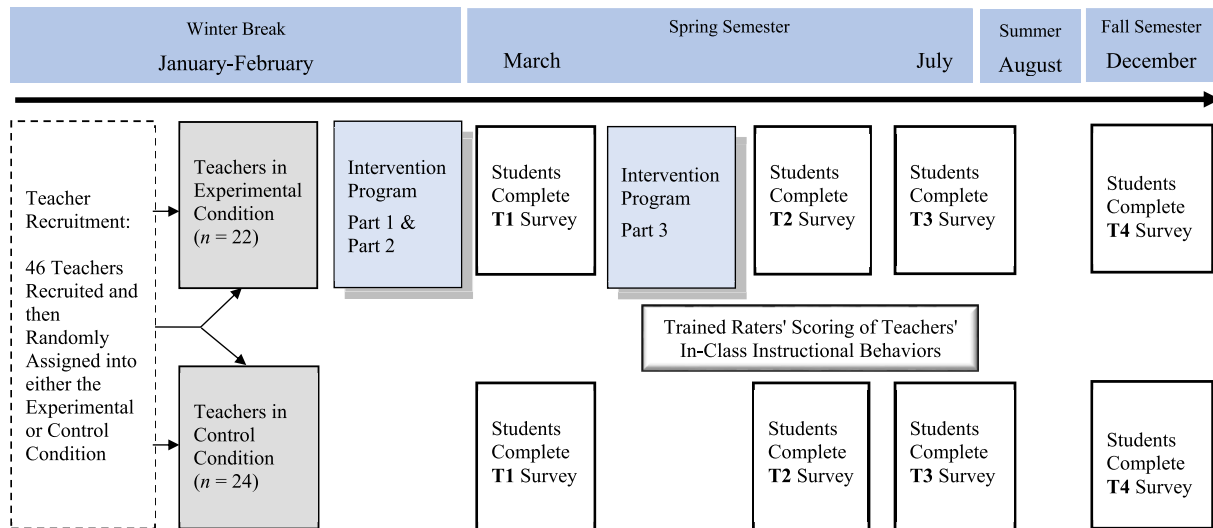 Winter Break
January-February
Spring Semester
March
July
Summer
August
Fall Semester
December
Teacher
Recruitment:
46 Teachers
Recruited and
then
Randomly
Assigned into
either the
Experimental
or Control
Condition
Teachers in
Experimental
Condition
(n = 22)
Intervention
Program
Part 1 &
Part 2
Students
Complete
T1 Survey
Intervention
Program
Part 3
Students
Complete
T2 Survey
Students
Complete
T3 Survey
Students
Complete
T4 Survey
Trained Raters' Scoring of Teachers'
In-Class Instructional Behaviors
Teachers in
Control
Condition
(n = 24)
Students
Complete
T1 Survey
Students
Complete
T2 Survey
Students
Complete
T3 Survey
Students
Complete
T4 Survey